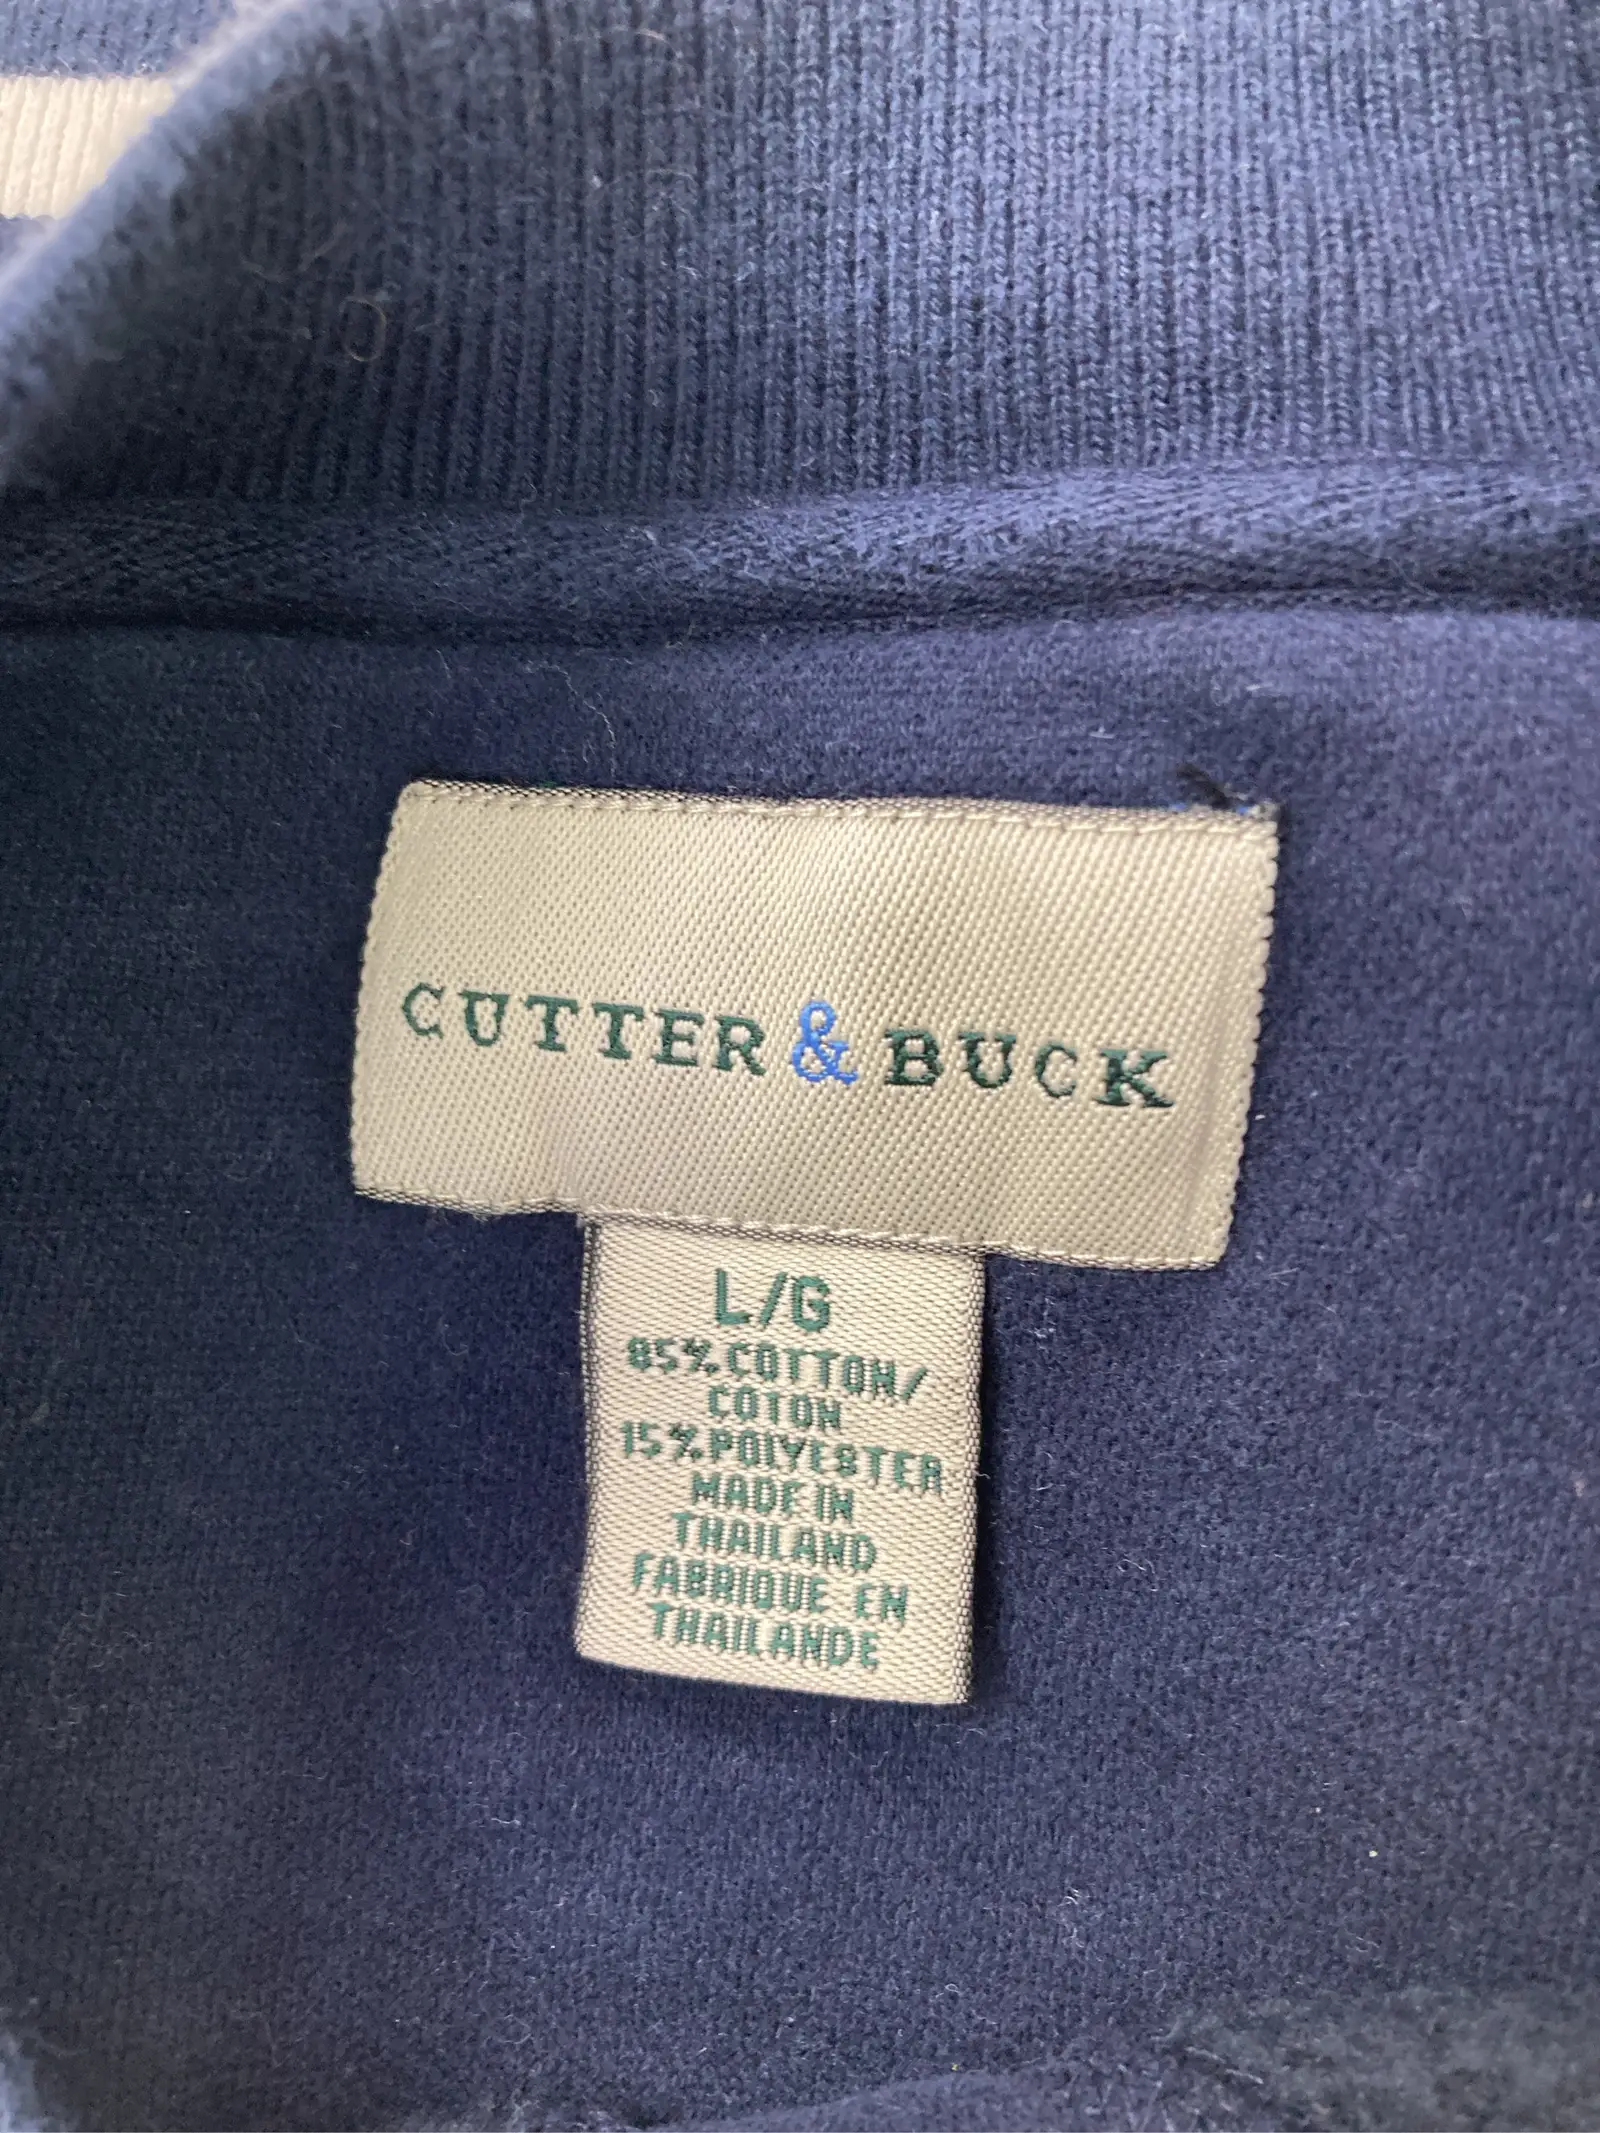 CUTTER & BUCK
L/G
85% COTTON/
COTON
15% POLYESTER
MADE IN
THAILAND
FABRIQUE EN
THAILANDE